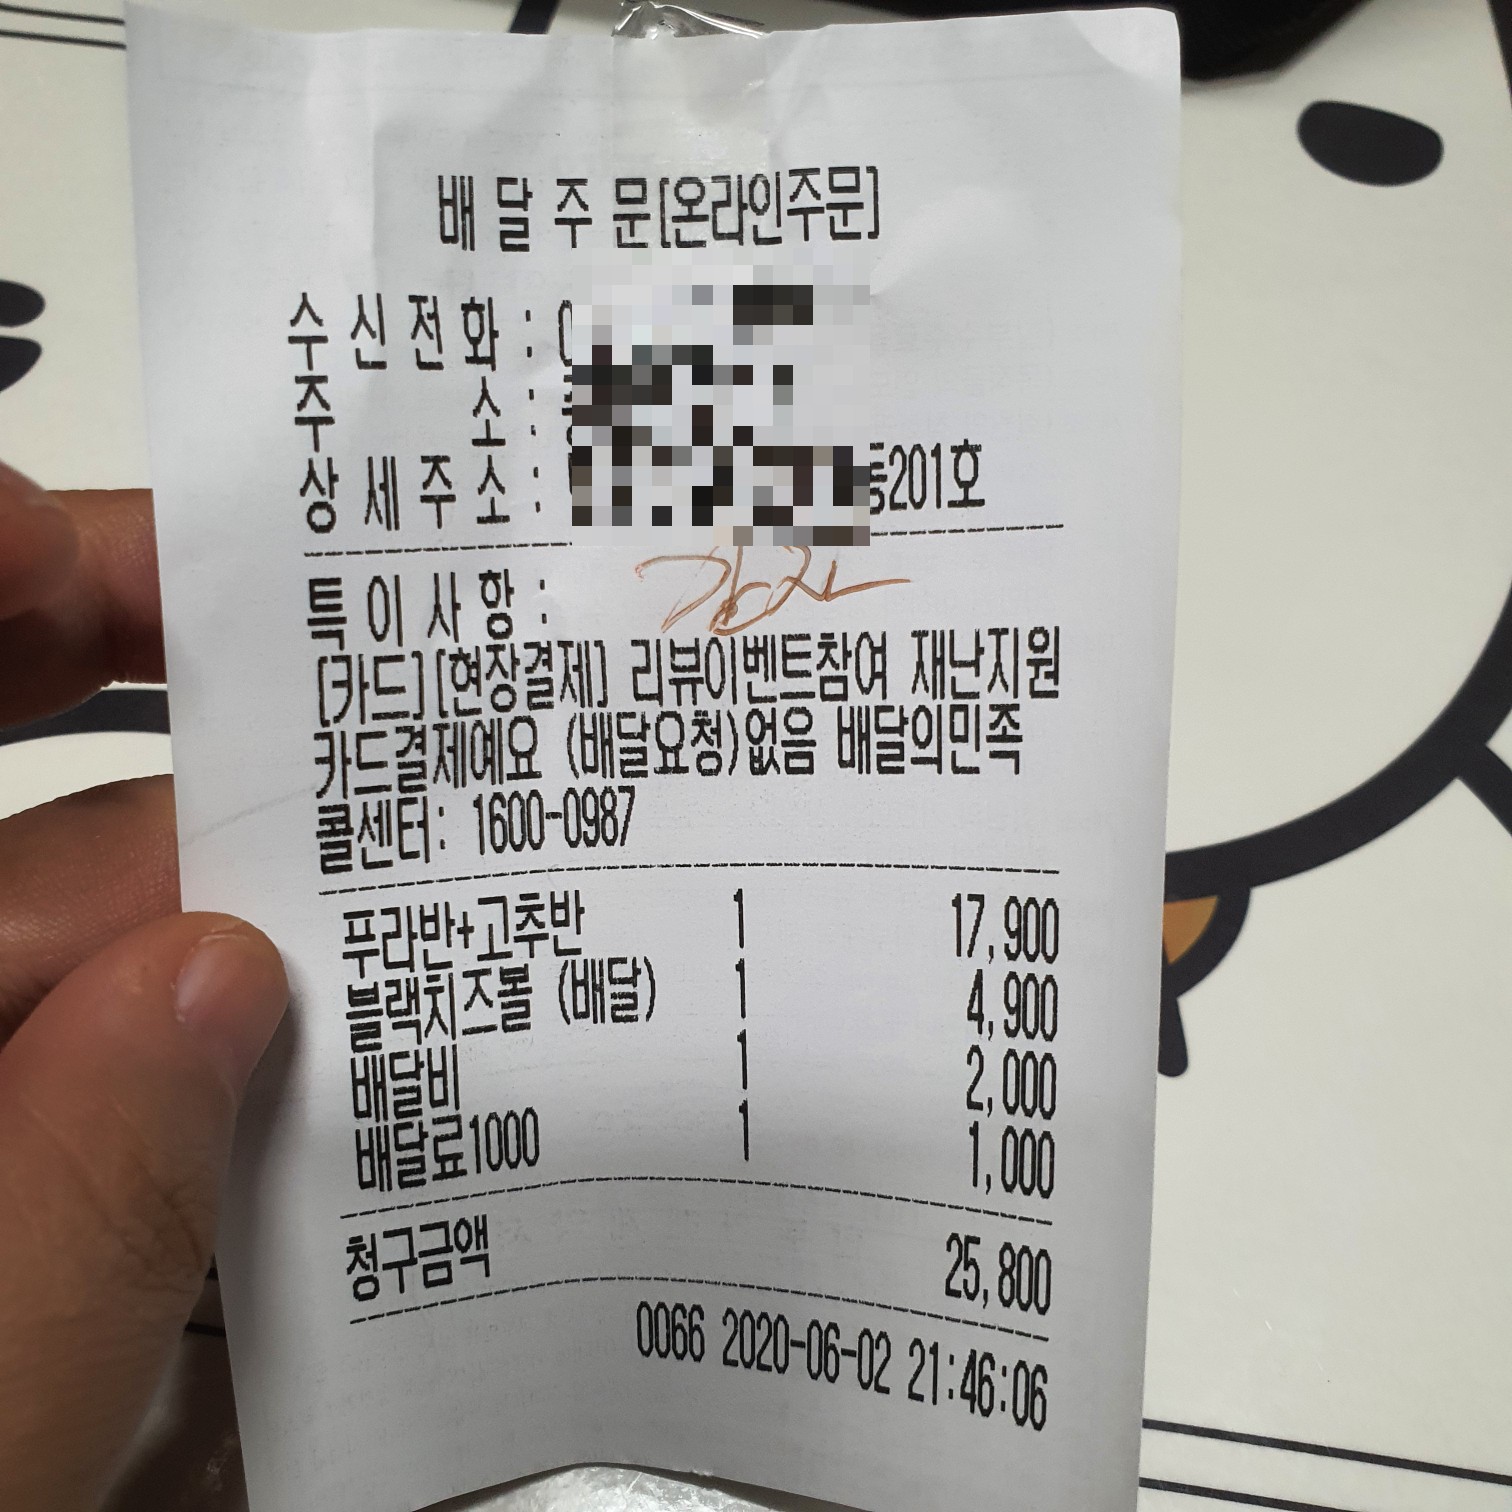 배 달 주 문[온라인주문]
수 신 전 화 : 0
주 소 :
상 세 주 소 : 동201호
감자
특 이 사 항 :
[카드][현장결제] 리뷰이벤트참여 재난지원
카드결제예요 (배달요청)없음 배달의민족
콜센터: 1600-0987
푸라반+고추반 1 17,900
블랙치즈볼 (배달) 1 4,900
배달비 1 2,000
배달료1000 1 1,000
청구금액 25,800
0066 2020-06-02 21:46:06